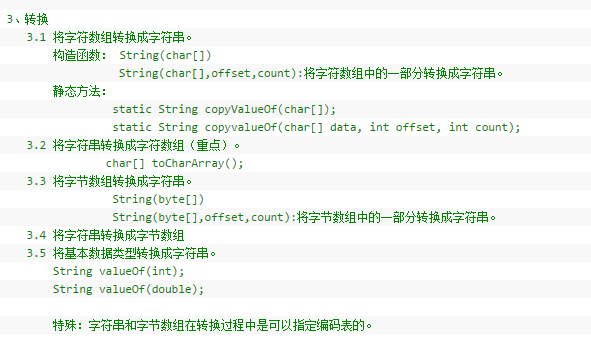 3、转换
3.1 将字符数组转换成字符串。
构造函数: String(char[])
String(char[],offset,count):将字符数组中的一部分转换成字符串。
静态方法:
static String copyValueOf(char[]);
static String copyvalueOf(char[] data, int offset, int count);
3.2 将字符串转换成字符数组（重点）。
char[] toCharArray();
3.3 将字节数组转换成字符串。
String(byte[])
String(byte[],offset,count):将字节数组中的一部分转换成字符串。
3.4 将字符串转换成字节数组
3.5 将基本数据类型转换成字符串。
String valueOf(int);
String valueOf(double);
特殊: 字符串和字节数组在转换过程中是可以指定编码表的。